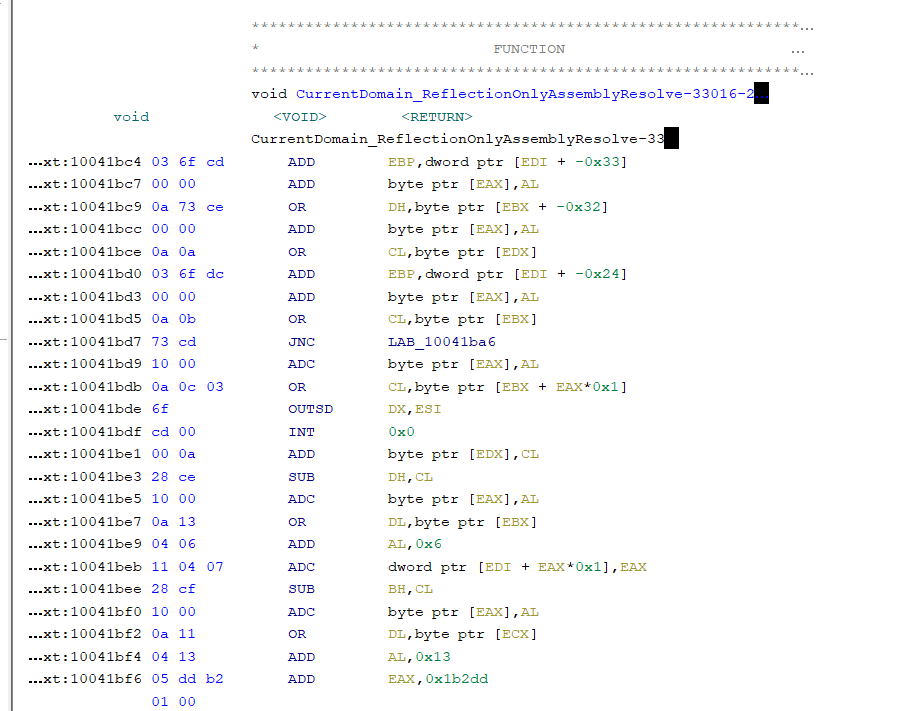 *************************************************************...
* FUNCTION ...
*************************************************************...
void CurrentDomain_ReflectionOnlyAssemblyResolve-33016-2...
void <VOID> <RETURN>
CurrentDomain_ReflectionOnlyAssemblyResolve-33
...xt:10041bc4 03 6f cd ADD EBP,dword ptr [EDI + -0x33]
...xt:10041bc7 00 00 ADD byte ptr [EAX],AL
...xt:10041bc9 0a 73 ce OR DH,byte ptr [EBX + -0x32]
...xt:10041bcc 00 00 ADD byte ptr [EAX],AL
...xt:10041bce 0a 0a OR CL,byte ptr [EDX]
...xt:10041bd0 03 6f dc ADD EBP,dword ptr [EDI + -0x24]
...xt:10041bd3 00 00 ADD byte ptr [EAX],AL
...xt:10041bd5 0a 0b OR CL,byte ptr [EBX]
...xt:10041bd7 73 cd JNC LAB_10041ba6
...xt:10041bd9 10 00 ADC byte ptr [EAX],AL
...xt:10041bdb 0a 0c 03 OR CL,byte ptr [EBX + EAX*0x1]
...xt:10041bde 6f OUTSD DX,ESI
...xt:10041bdf cd 00 INT 0x0
...xt:10041be1 00 0a ADD byte ptr [EDX],CL
...xt:10041be3 28 ce SUB DH,CL
...xt:10041be5 10 00 ADC byte ptr [EAX],AL
...xt:10041be7 0a 13 OR DL,byte ptr [EBX]
...xt:10041be9 04 06 ADD AL,0x6
...xt:10041beb 11 04 07 ADC dword ptr [EDI + EAX*0x1],EAX
...xt:10041bee 28 cf SUB BH,CL
...xt:10041bf0 10 00 ADC byte ptr [EAX],AL
...xt:10041bf2 0a 11 OR DL,byte ptr [ECX]
...xt:10041bf4 04 13 ADD AL,0x13
...xt:10041bf6 05 dd b2 ADD EAX,0x1b2dd
01 00